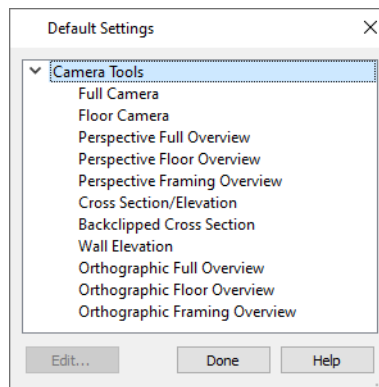 Default Settings
Camera Tools
Full Camera
Floor Camera
Perspective Full Overview
Perspective Floor Overview
Perspective Framing Overview
Cross Section/Elevation
Backclipped Cross Section
Wall Elevation
Orthographic Full Overview
Orthographic Floor Overview
Orthographic Framing Overview
Edit... Done Help